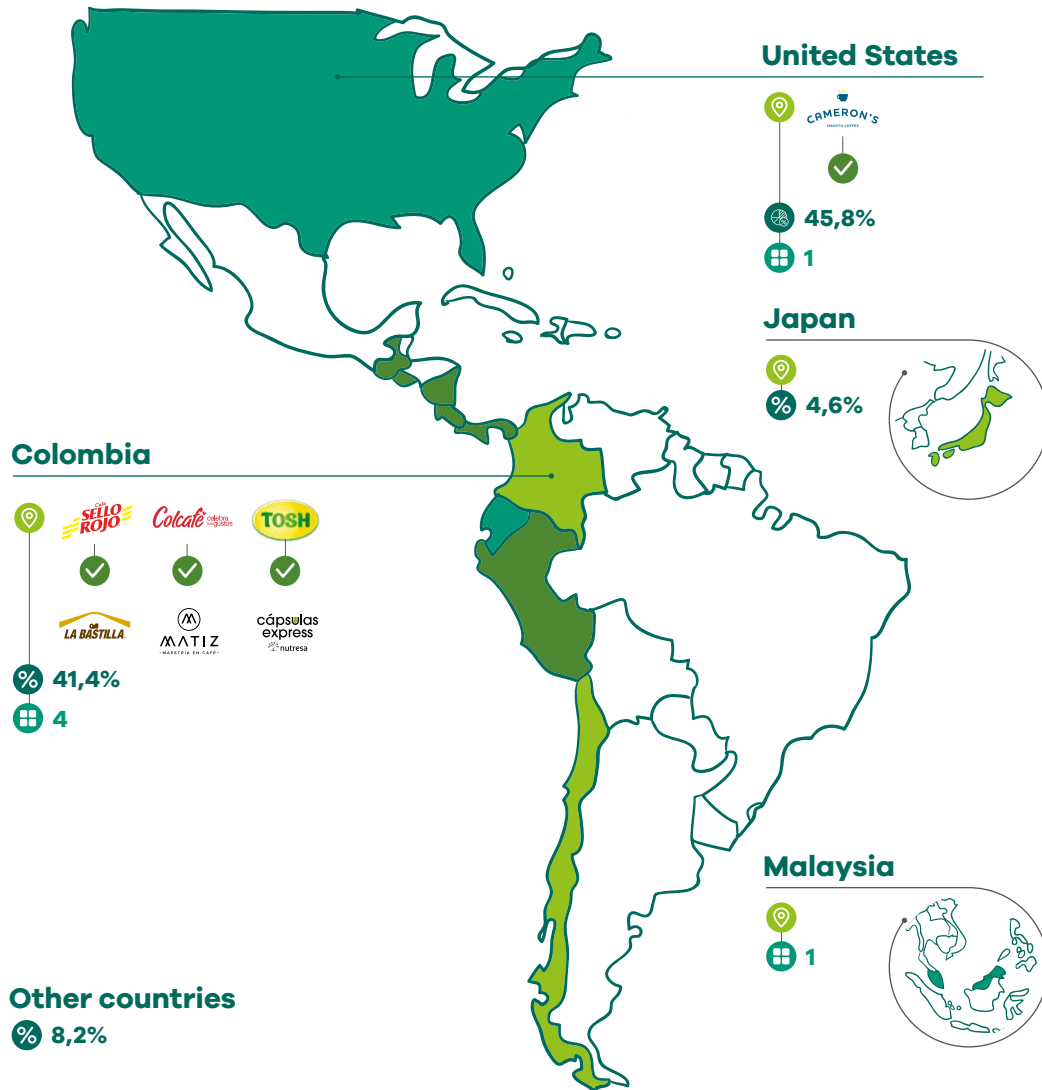 United States
CAMERON'S
SMOOTH COFFEE
45,8%
1
Japan
4,6%
Colombia
Café
SELLO
ROJO
Colcafé celebra
tus gustos
TOSH
Café
LA BASTILLA
MATIZ
-MAESTRÍA EN CAFÉ-
cápsulas
express
nutresa
41,4%
4
Malaysia
1
Other countries
8,2%